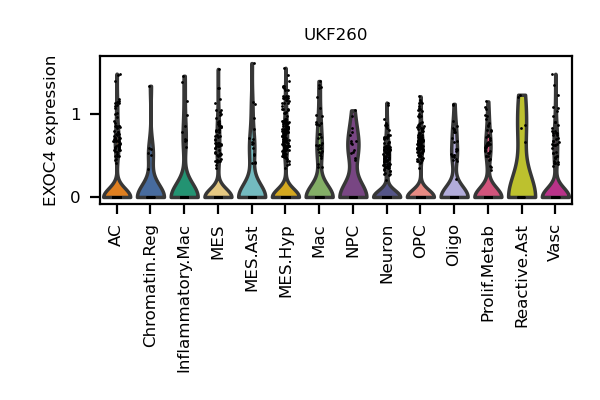 UKF260
EXOC4 expression
1
0
AC
Chromatin.Reg
Inflammatory.Mac
MES
MES.Ast
MES.Hyp
Mac
NPC
Neuron
OPC
Oligo
Prolif.Metab
Reactive.Ast
Vasc